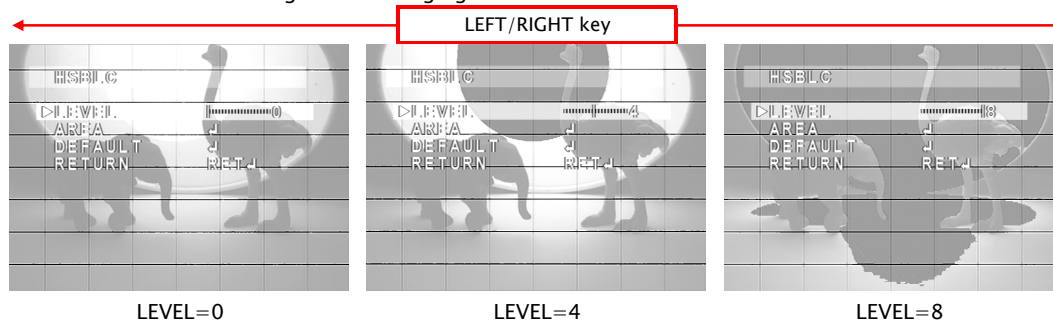 LEFT/RIGHT key
HSBLC
▷LEVEL 0
AREA ↲
DEFAULT ↲
RETURN RET↲
HSBLC
▷LEVEL 4
AREA ↲
DEFAULT ↲
RETURN RET↲
HSBLC
▷LEVEL 8
AREA ↲
DEFAULT ↲
RETURN RET↲
LEVEL=0
LEVEL=4
LEVEL=8